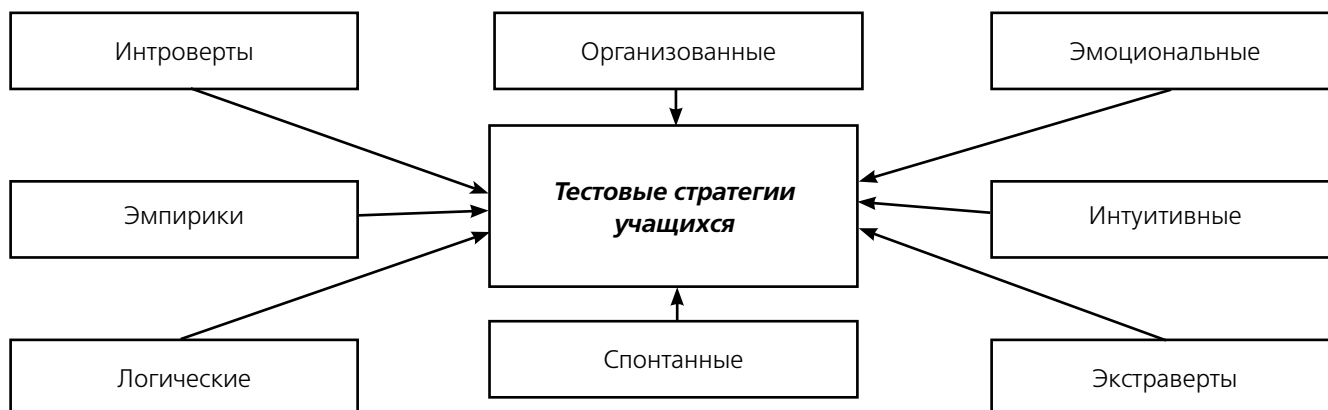 Интроверты
Организованные
Эмоциональные
Эмпирики
Тестовые стратегии
учащихся
Интуитивные
Логические
Спонтанные
Экстраверты